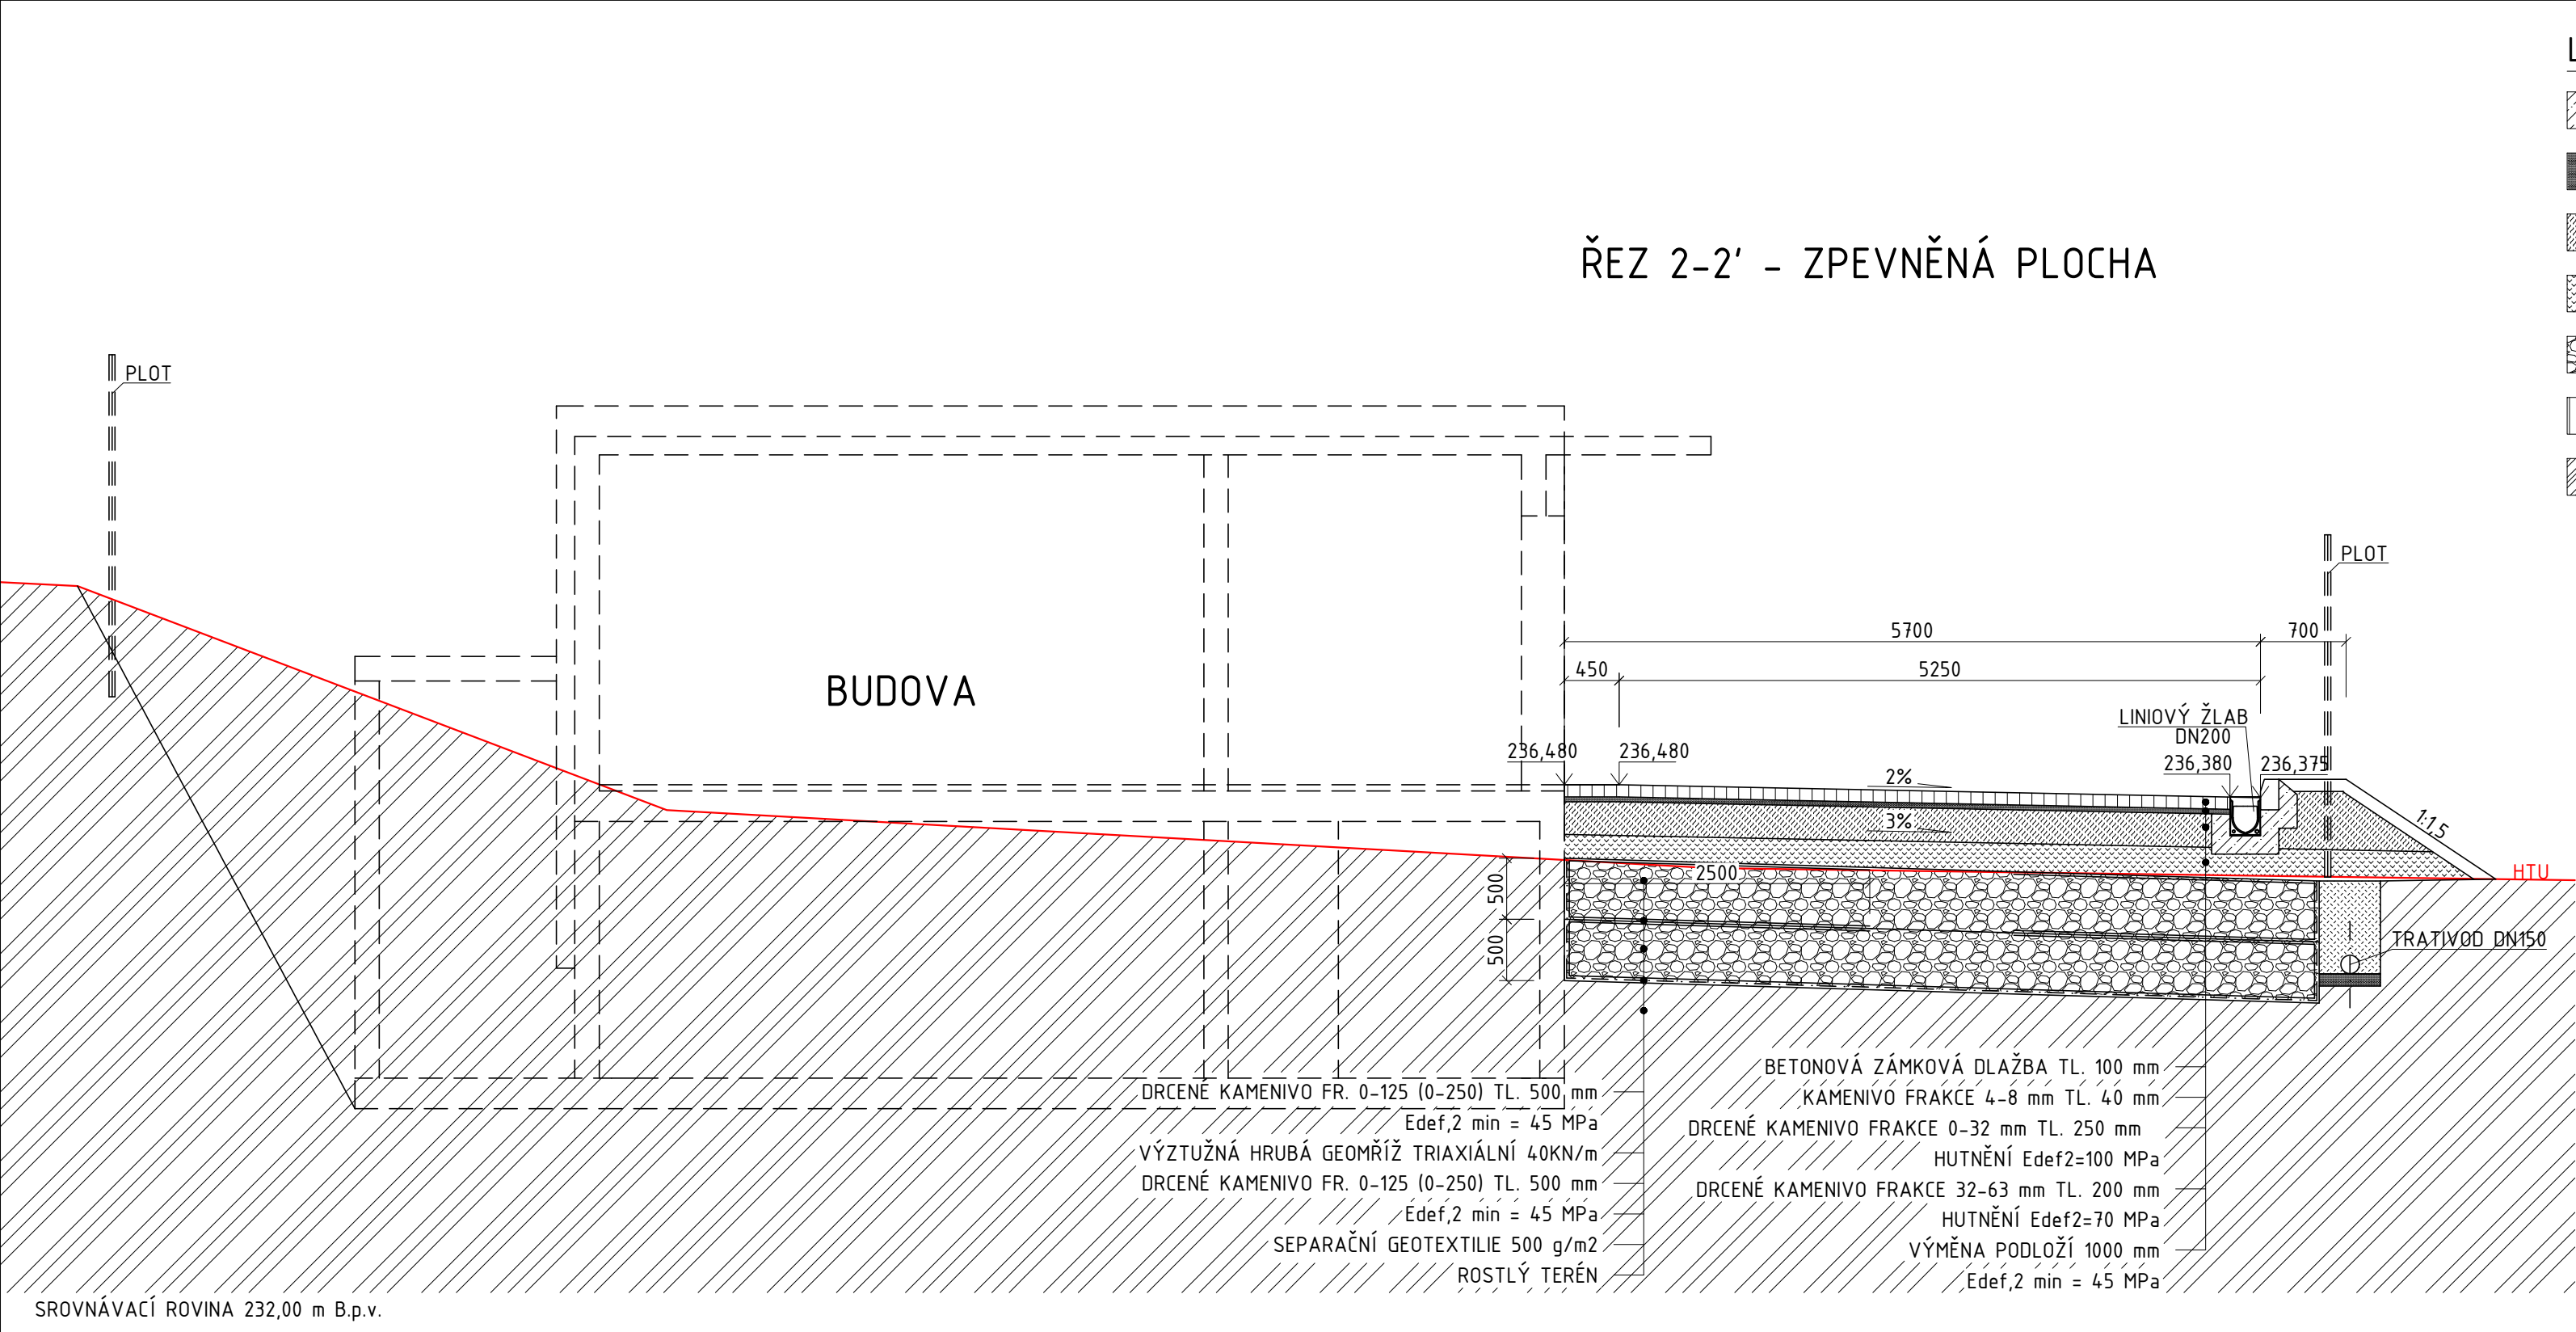 ŘEZ 2-2' - ZPEVNĚNÁ PLOCHA
PLOT
PLOT
BUDOVA
5700
700
450
5250
LINIOVÝ ŽLAB
DN200
236,480
236,480
236,380
236,375
2%
3%
1:1,5
HTU
2500
500
500
TRATIVOD DN150
DRCENÉ KAMENIVO FR. 0-125 (0-250) TL. 500 mm
Edef,2 min = 45 MPa
VÝZTUŽNÁ HRUBÁ GEOMŘÍŽ TRIAXIÁLNÍ 40KN/m
DRCENÉ KAMENIVO FR. 0-125 (0-250) TL. 500 mm
Edef,2 min = 45 MPa
SEPARAČNÍ GEOTEXTILIE 500 g/m2
ROSTLÝ TERÉN
BETONOVÁ ZÁMKOVÁ DLAŽBA TL. 100 mm
KAMENIVO FRAKCE 4-8 mm TL. 40 mm
DRCENÉ KAMENIVO FRAKCE 0-32 mm TL. 250 mm
HUTNĚNÍ Edef2=100 MPa
DRCENÉ KAMENIVO FRAKCE 32-63 mm TL. 200 mm
HUTNĚNÍ Edef2=70 MPa
VÝMĚNA PODLOŽÍ 1000 mm
Edef,2 min = 45 MPa
SROVNÁVACÍ ROVINA 232,00 m B.p.v.